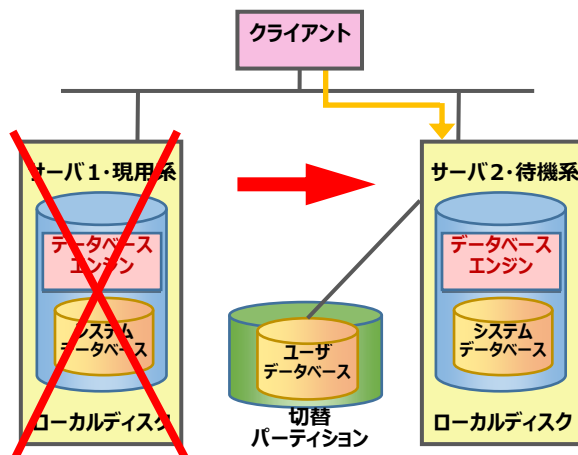 クライアント
サーバ1・現用系
データベース
エンジン
システム
データベース
ローカルディスク
ユーザ
データベース
切替
パーティション
サーバ2・待機系
データベース
エンジン
システム
データベース
ローカルディスク